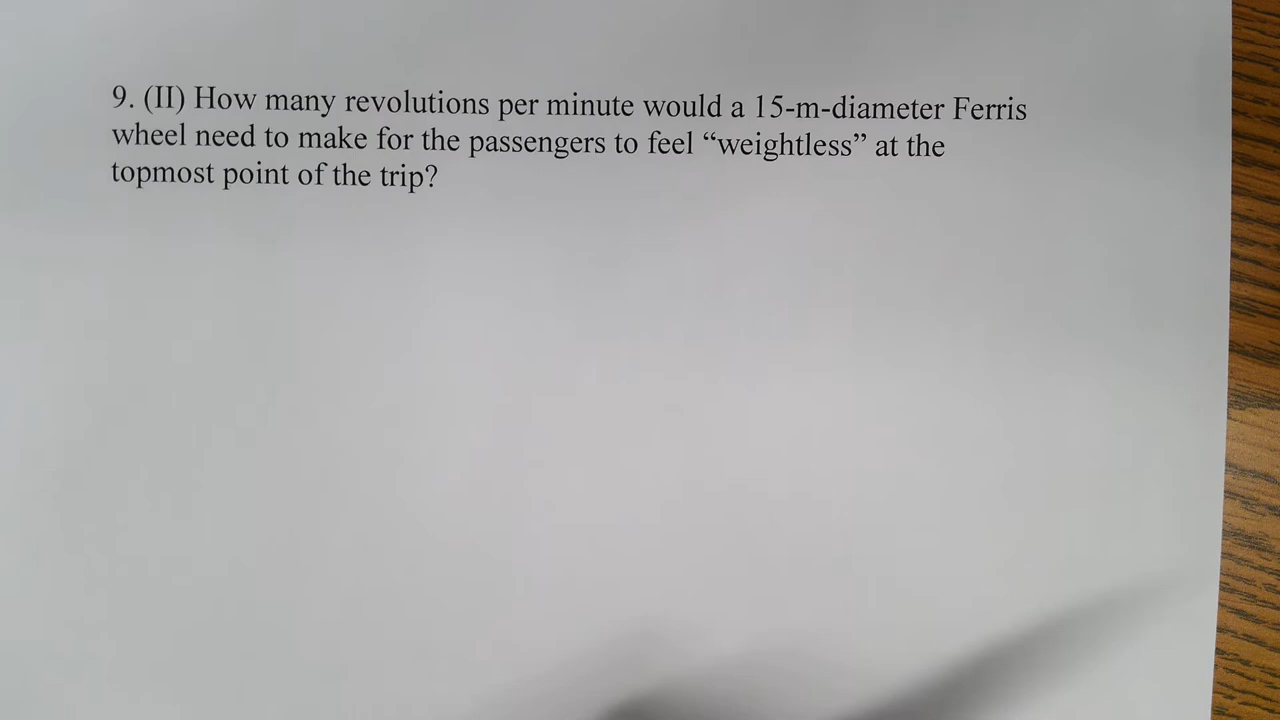 9. (II) How many revolutions per minute would a 15-m-diameter Ferris
wheel need to make for the passengers to feel “weightless” at the
topmost point of the trip?